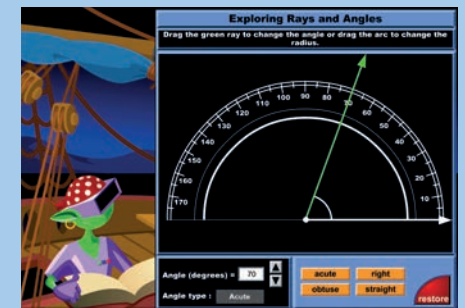 Exploring Rays and Angles
Drag the green ray to change the angle or drag the arc to change the
radius.
170 160 150 140 130 120 110 100 90 80 70 60 50 40 30 20 10
Angle (degrees) = 70
Angle type : Acute
acute right
obtuse straight
restore